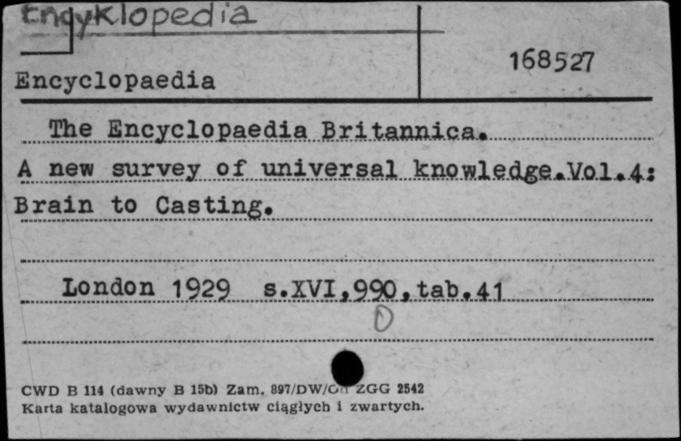 Encyklopedia
168527
Encyclopaedia
The Encyclopaedia Britannica.
A new survey of universal knowledge.Vol.4:
Brain to Casting.
London 1929 s.XVI,990,tab.41
D
CWD B 114 (dawny B 15b) Zam. 897/DW/ ZGG 2542
Karta katalogowa wydawnictw ciągłych i zwartych.